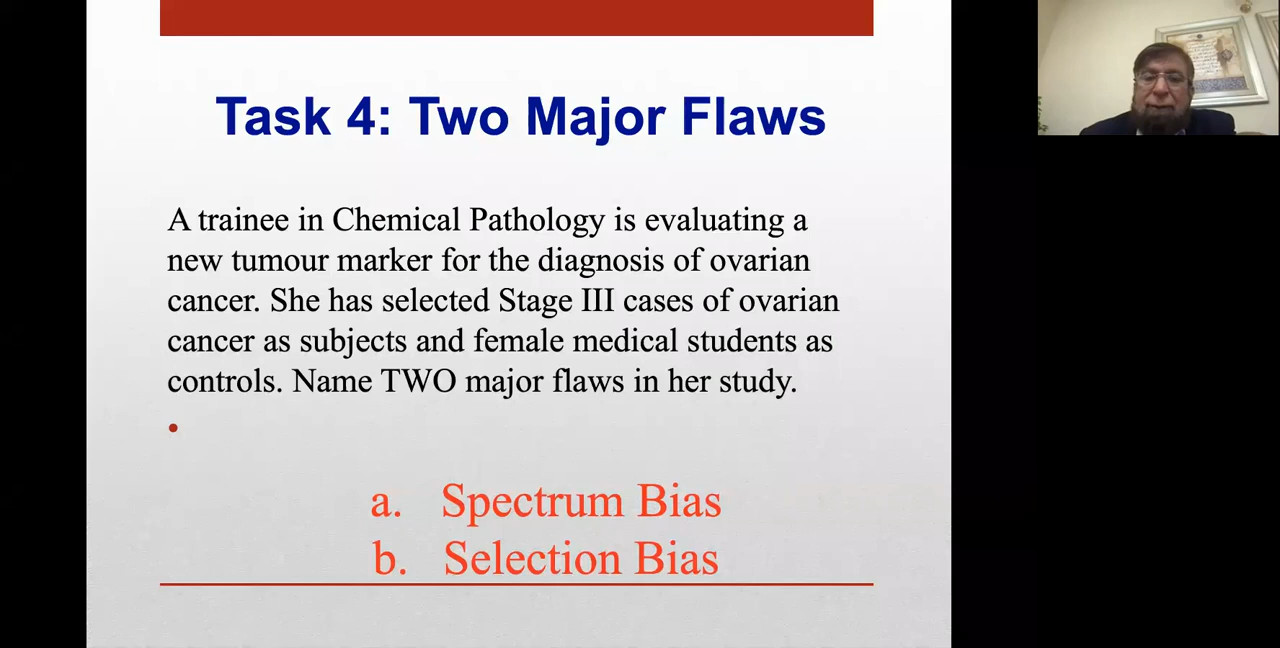 Task 4: Two Major Flaws
A trainee in Chemical Pathology is evaluating a
new tumour marker for the diagnosis of ovarian
cancer. She has selected Stage III cases of ovarian
cancer as subjects and female medical students as
controls. Name TWO major flaws in her study.
•
a. Spectrum Bias
b. Selection Bias